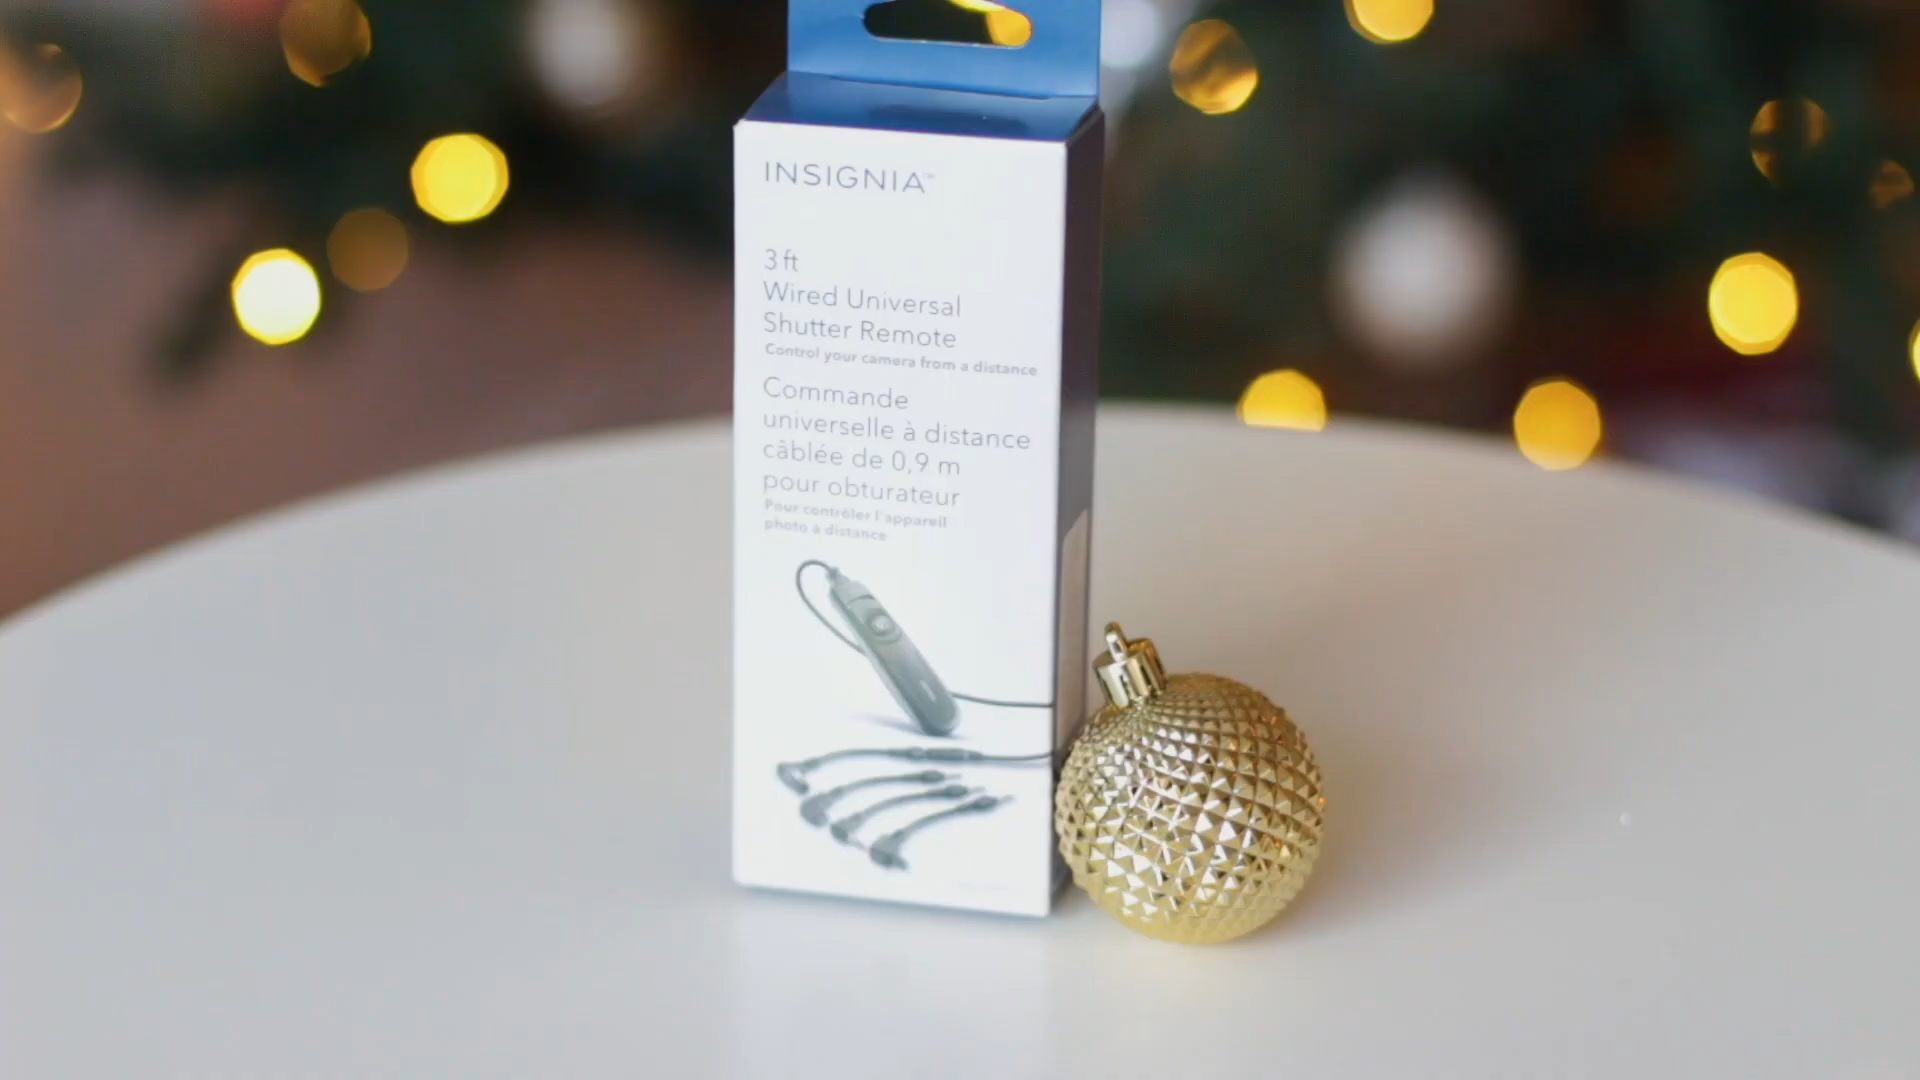 INSIGNIA™
3 ft
Wired Universal
Shutter Remote
Control your camera from a distance
Commande
universelle à distance
câblée de 0,9 m
pour obturateur
Pour contrôler l'appareil
photo à distance